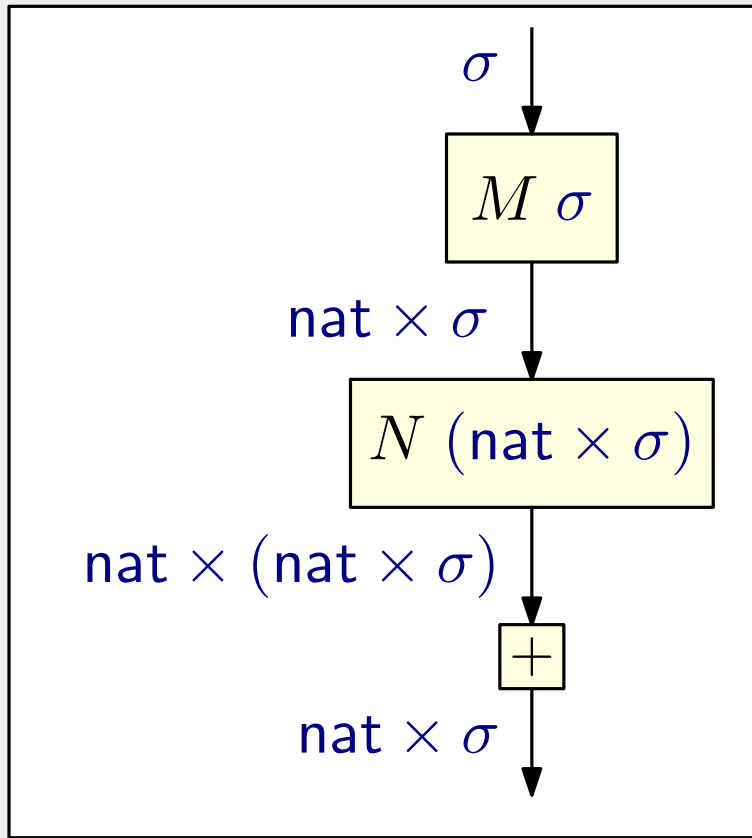 σ
M σ
nat × σ
N (nat × σ)
nat × (nat × σ)
+
nat × σ